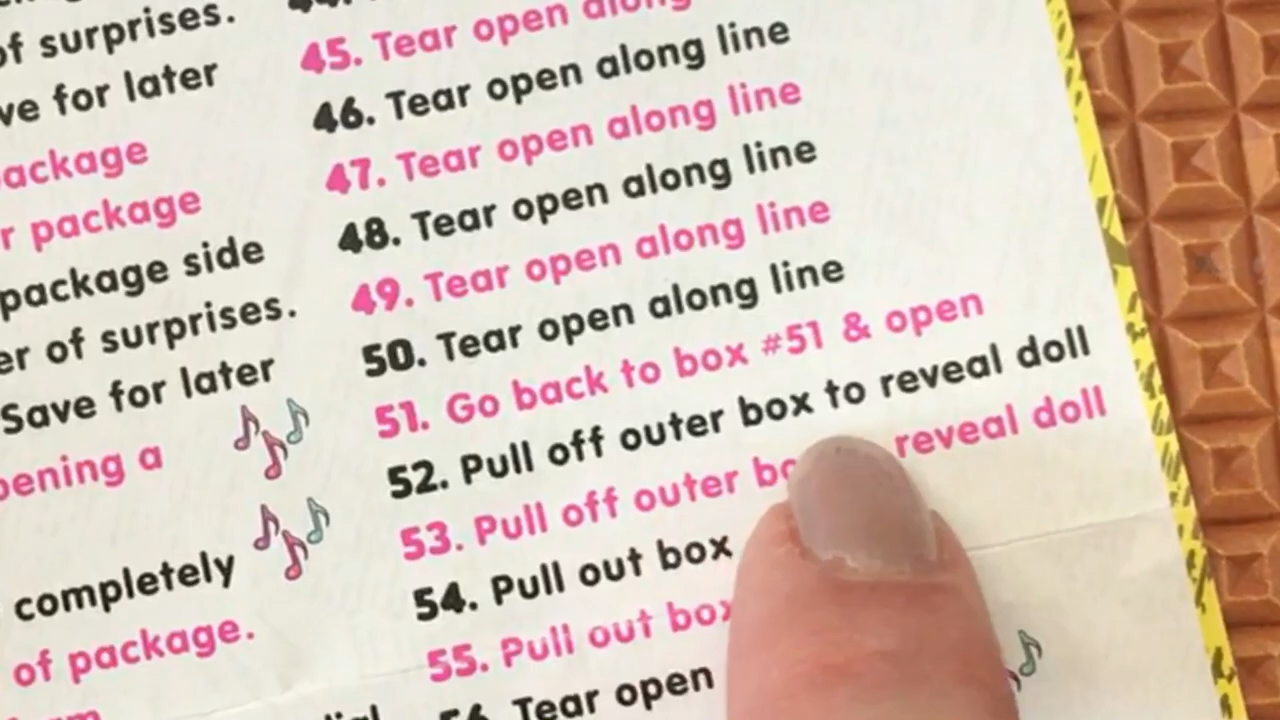 of surprises.
ve for later
ackage
r package
package side
er of surprises.
Save for later
pening a
completely
of package.
45. Tear open along
46. Tear open along line
47. Tear open along line
48. Tear open along line
49. Tear open along line
50. Tear open along line
51. Go back to box #51 & open
52. Pull off outer box to reveal doll
53. Pull off outer reveal doll
54. Pull out box
55. Pull out box
56. Tear open